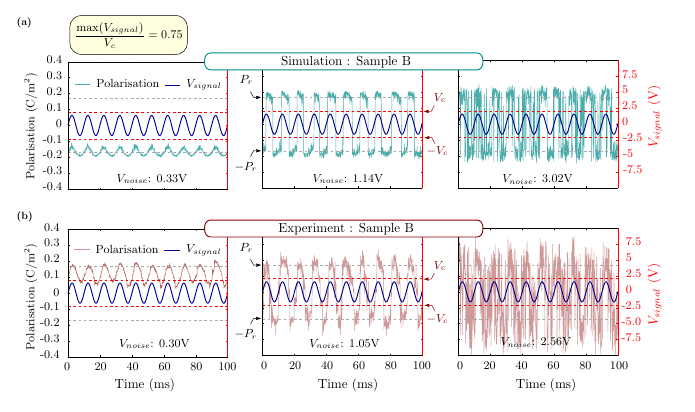 (a)
max(V_signal)/V_c = 0.75
Simulation : Sample B
Polarisation (C/m²)
0.4
0.3
0.2
0.1
0
-0.1
-0.2
-0.3
-0.4
Polarisation V_signal
V_noise: 0.33V
P_r
−P_r
V_noise: 1.14V
V_c
−V_c
V_noise: 3.02V
7.5
5
2.5
0
-2.5
-5
-7.5
V_signal (V)
(b)
Experiment : Sample B
Polarisation (C/m²)
0.4
0.3
0.2
0.1
0
-0.1
-0.2
-0.3
-0.4
Polarisation V_signal
V_noise: 0.30V
P_r
−P_r
V_noise: 1.05V
V_c
−V_c
V_noise: 2.56V
7.5
5
2.5
0
-2.5
-5
-7.5
V_signal (V)
0 20 40 60 80 100
0 20 40 60 80 100
0 20 40 60 80 100
Time (ms)
Time (ms)
Time (ms)